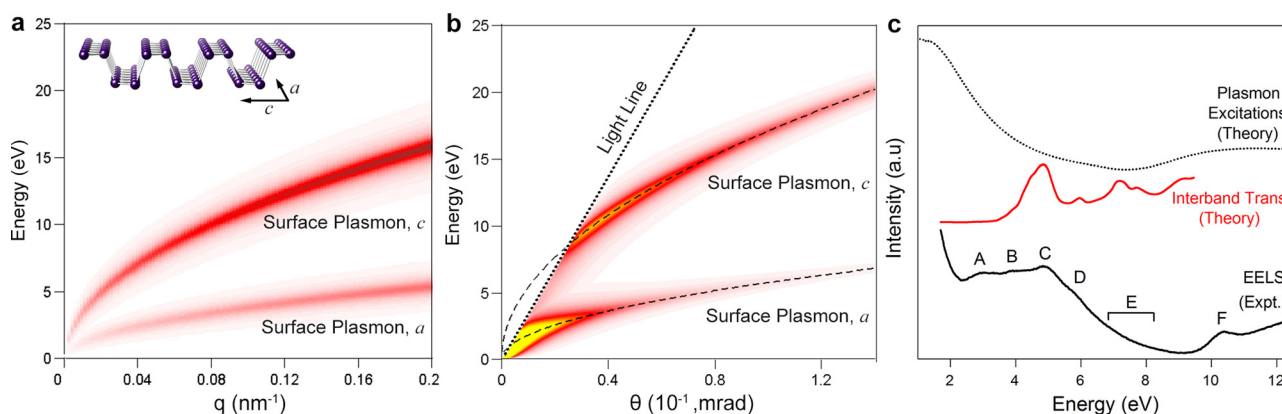 a
25
20
15
10
5
0
Energy (eV)
0
0.04
0.08
0.12
0.16
0.2
q (nm⁻¹)
c
a
Surface Plasmon, c
Surface Plasmon, a
b
25
20
15
10
5
0
Energy (eV)
0
0.4
0.8
1.2
θ (10⁻¹,mrad)
Light Line
Surface Plasmon, c
Surface Plasmon, a
c
Intensity (a.u)
Plasmon
Excitations
(Theory)
Interband Trans
(Theory)
A
B
C
D
E
F
EELS
(Expt.
2
4
6
8
10
12
Energy (eV)